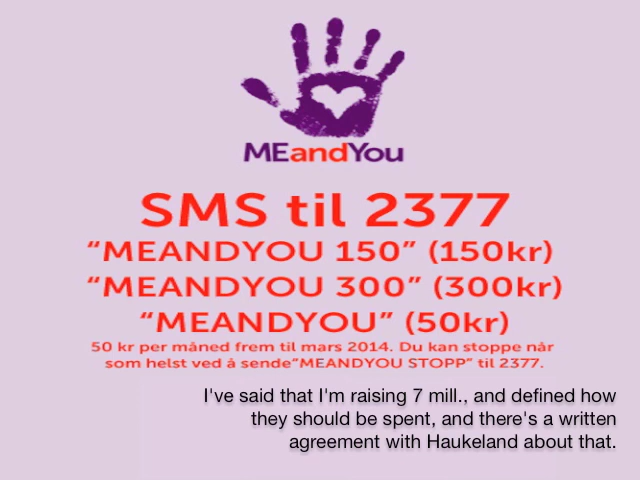 MEandYou
SMS til 2377
“MEANDYOU 150” (150kr)
“MEANDYOU 300” (300kr)
“MEANDYOU” (50kr)
50 kr per måned frem til mars 2014. Du kan stoppe når
som helst ved å sende“MEANDYOU STOPP” til 2377.
I've said that I'm raising 7 mill., and defined how
they should be spent, and there's a written
agreement with Haukeland about that.